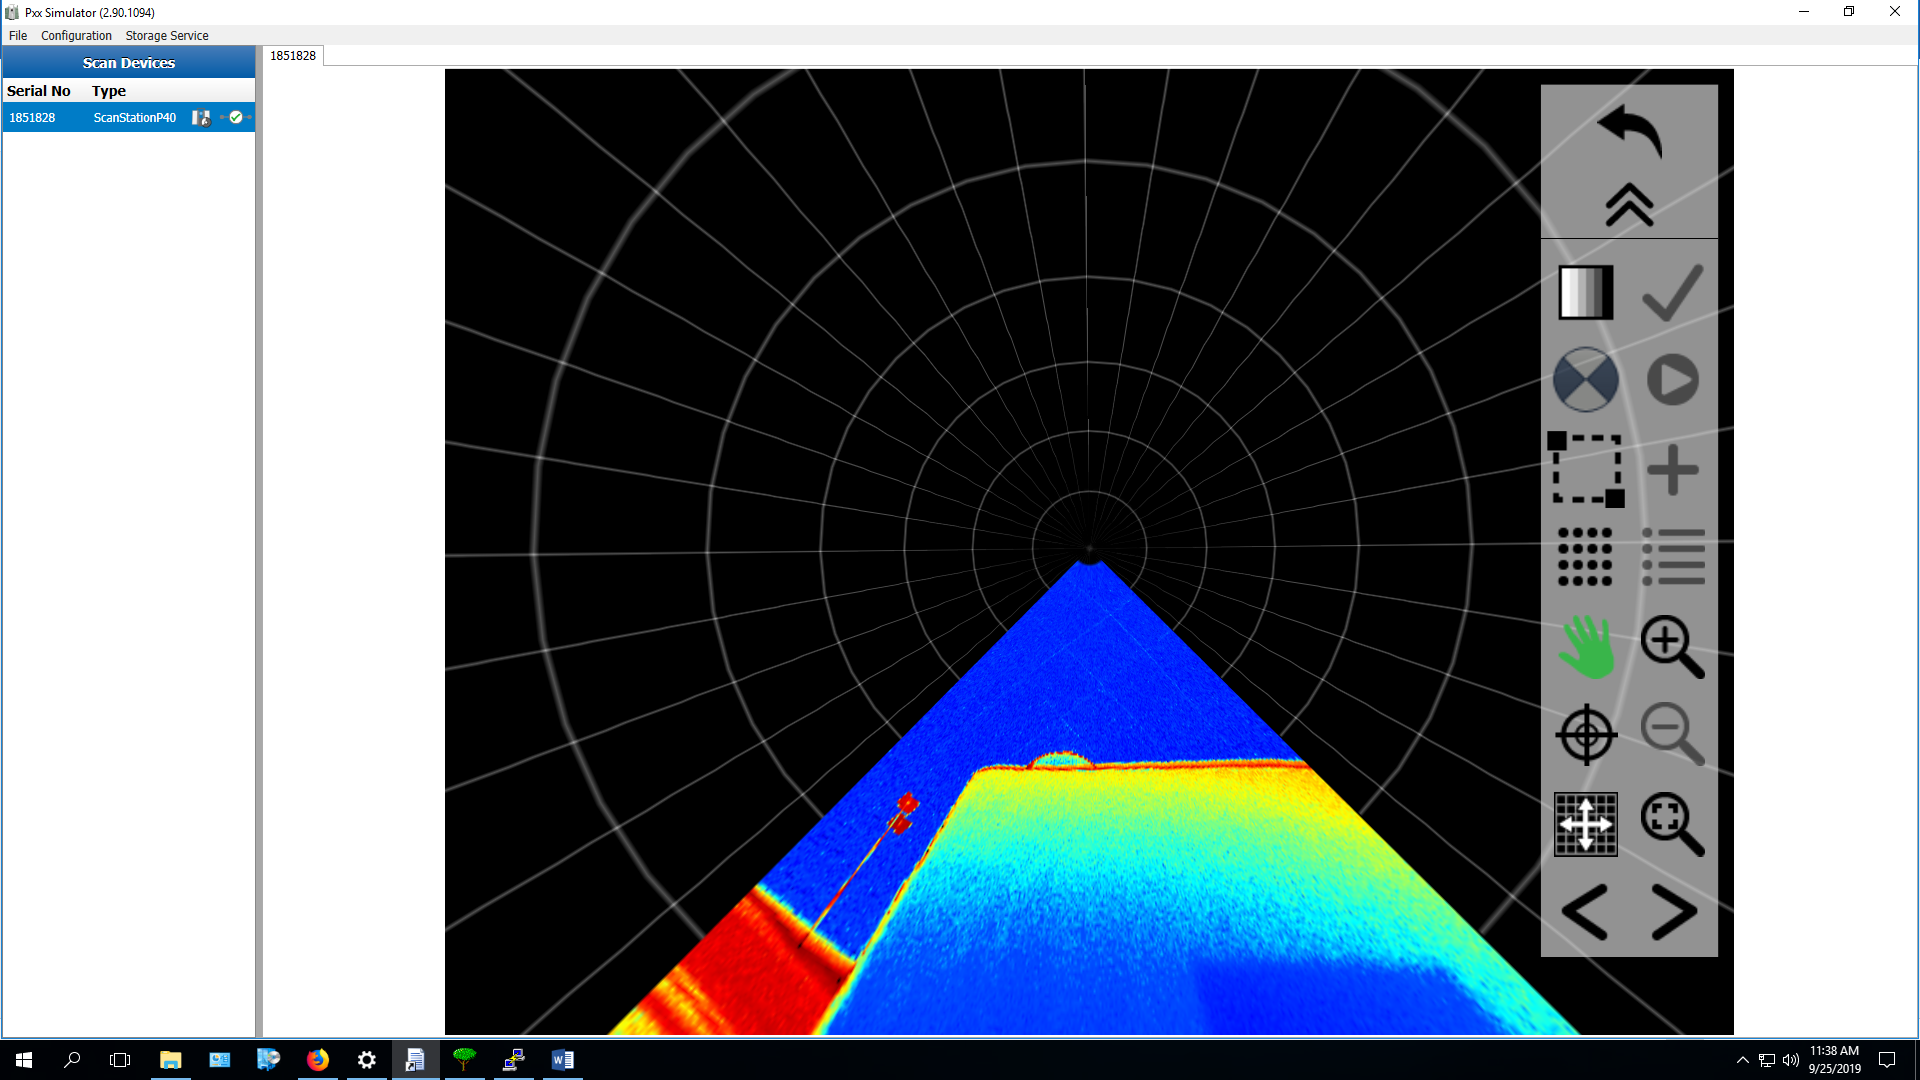 Pxx Simulator (2.90.1094)
File Configuration Storage Service
Scan Devices
1851828
Serial No Type
1851828 ScanStationP40
W
11:38 AM
9/25/2019